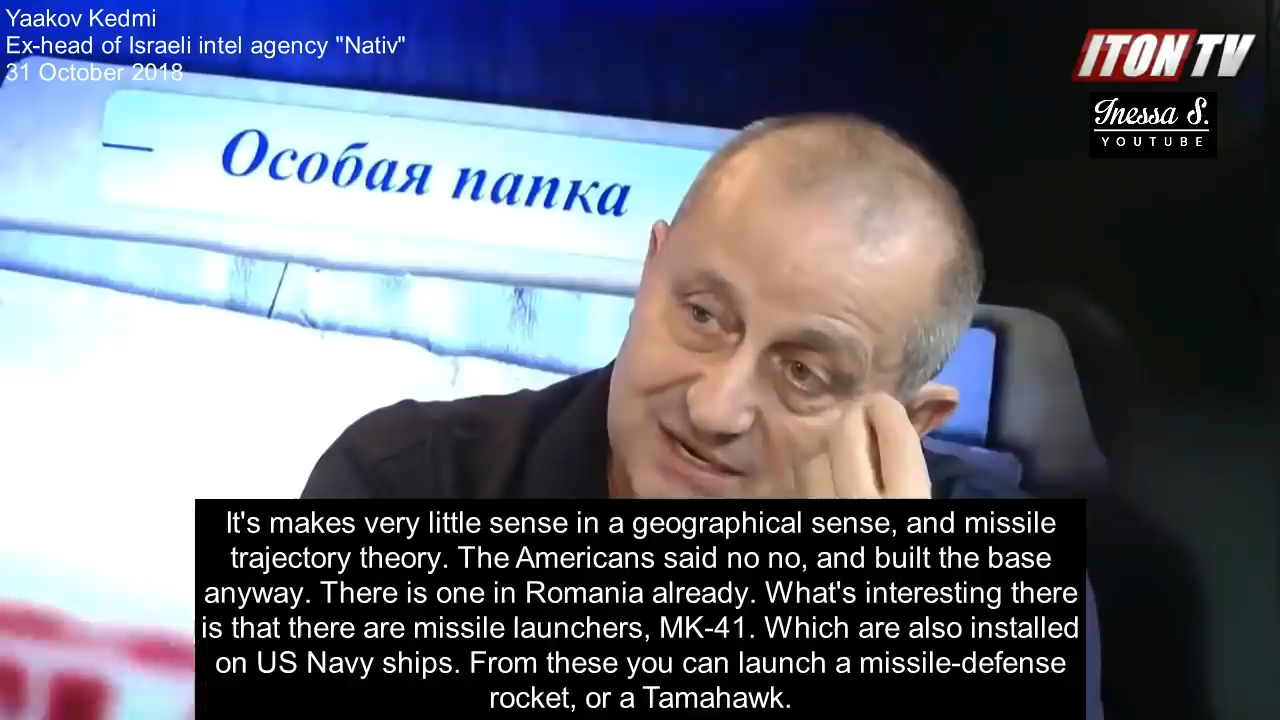 Yaakov Kedmi
Ex-head of Israeli intel agency "Nativ"
31 October 2018
ITON TV
Inessa S.
YOUTUBE
Особая папка
It's makes very little sense in a geographical sense, and missile
trajectory theory. The Americans said no no, and built the base
anyway. There is one in Romania already. What's interesting there
is that there are missile launchers, MK-41. Which are also installed
on US Navy ships. From these you can launch a missile-defense
rocket, or a Tamahawk.